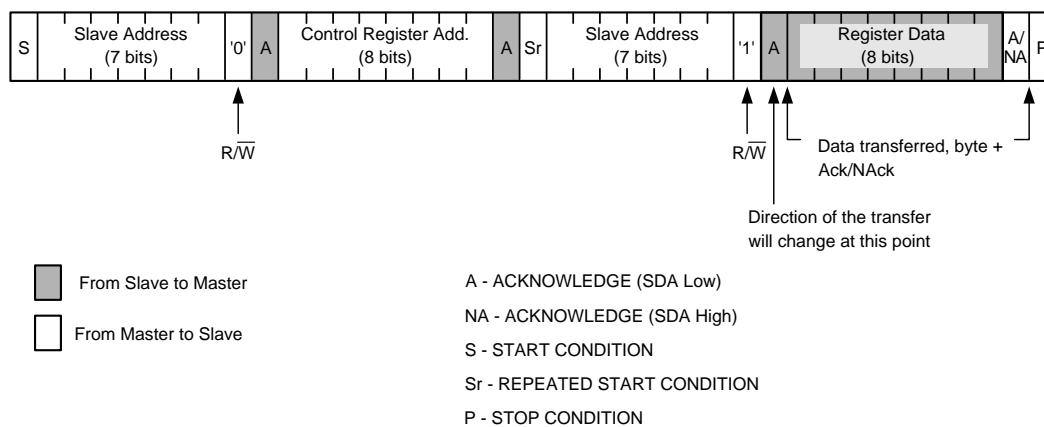 S Slave Address (7 bits) '0' A Control Register Add. (8 bits) A Sr Slave Address (7 bits) '1' A Register Data (8 bits) A/NA P
R/W̅
R/W̅
Data transferred, byte +
Ack/NAck
Direction of the transfer
will change at this point
From Slave to Master
From Master to Slave
A - ACKNOWLEDGE (SDA Low)
NA - ACKNOWLEDGE (SDA High)
S - START CONDITION
Sr - REPEATED START CONDITION
P - STOP CONDITION